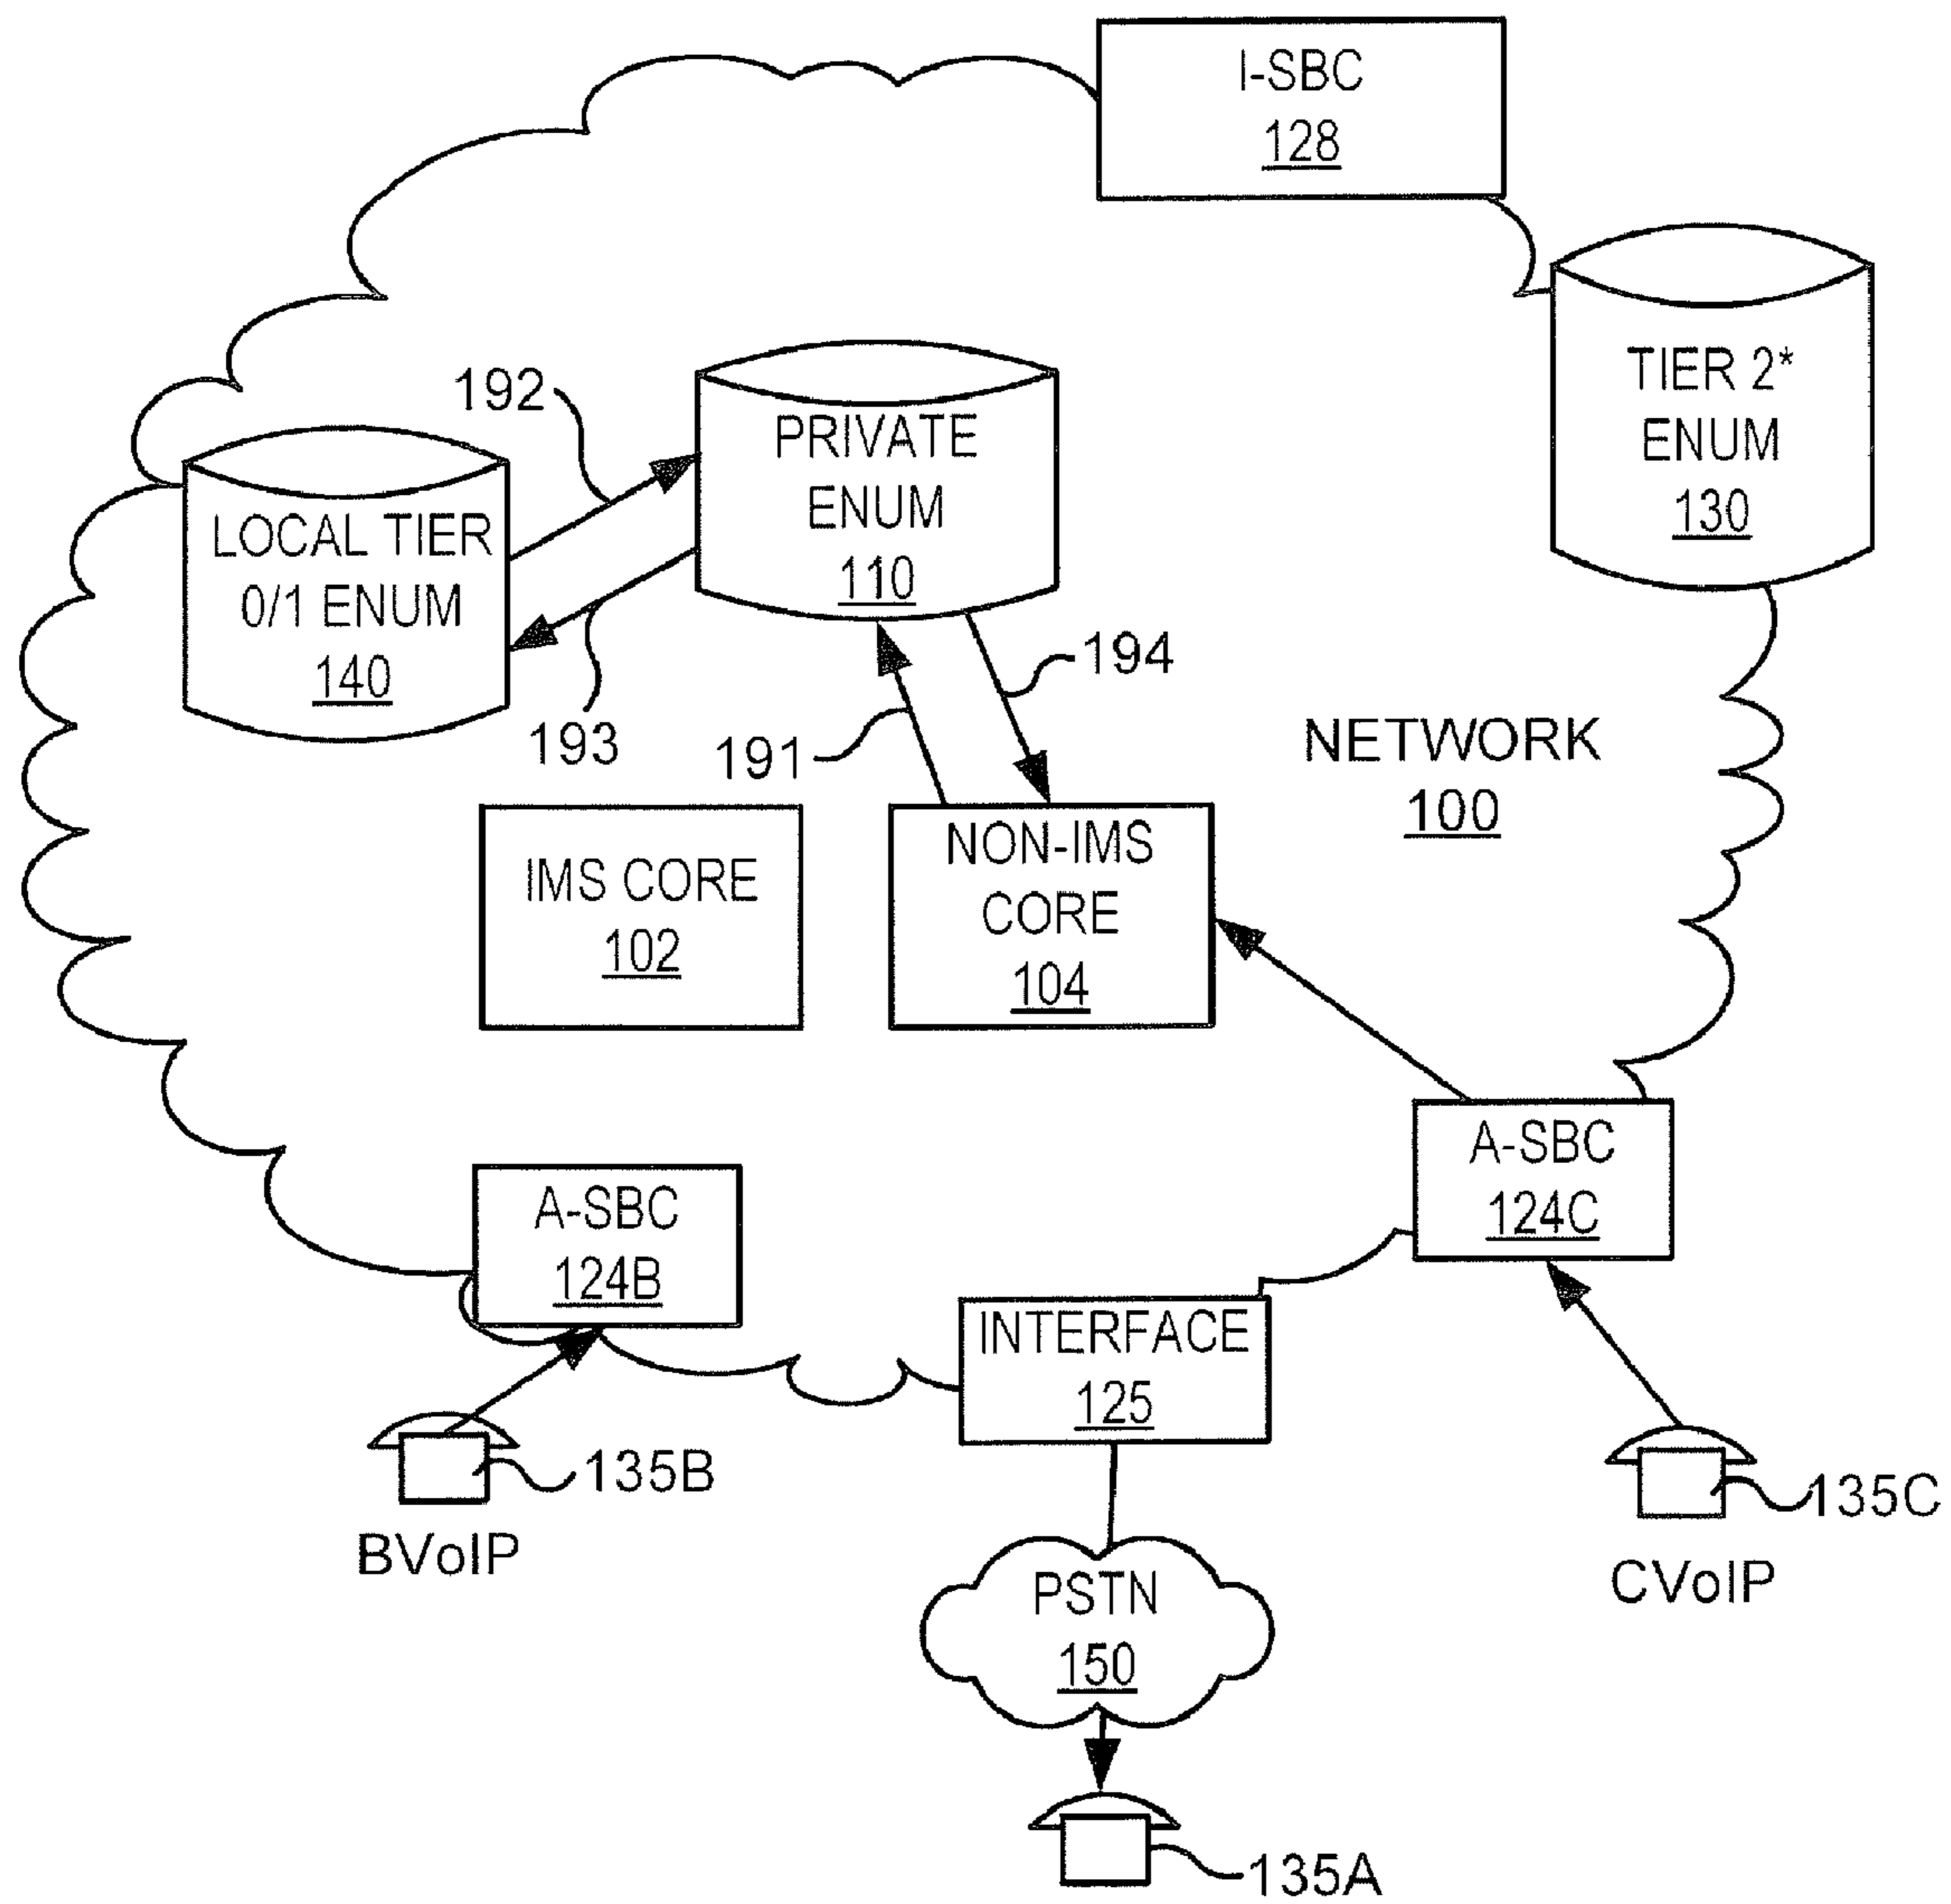 I-SBC
128
TIER 2*
ENUM
130
192
PRIVATE
ENUM
110
LOCAL TIER
0/1 ENUM
140
193
191
194
NETWORK
100
IMS CORE
102
NON-IMS
CORE
104
A-SBC
124C
A-SBC
124B
INTERFACE
125
135B
BVoIP
135C
CVoIP
PSTN
150
135A